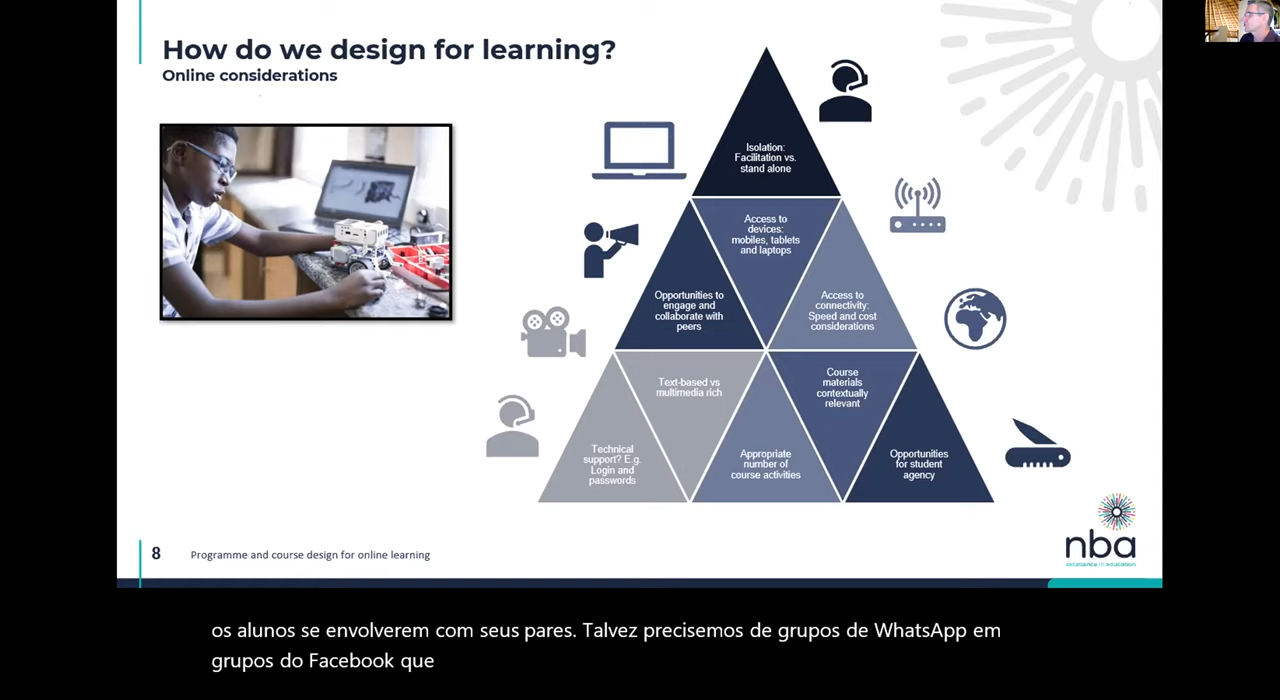 How do we design for learning?
Online considerations
Isolation:
Facilitation vs.
stand alone
Access to
devices:
mobiles, tablets
and laptops
Opportunities to
engage and
collaborate with
peers
Access to
connectivity:
Speed and cost
considerations
Text-based vs
multimedia rich
Course
materials
contextually
relevant
Technical
support? E.g.
Login and
passwords
Appropriate
number of
course activities
Opportunities
for student
agency
nba
excellence in education
8 Programme and course design for online learning
os alunos se envolverem com seus pares. Talvez precisemos de grupos de WhatsApp em
grupos do Facebook que